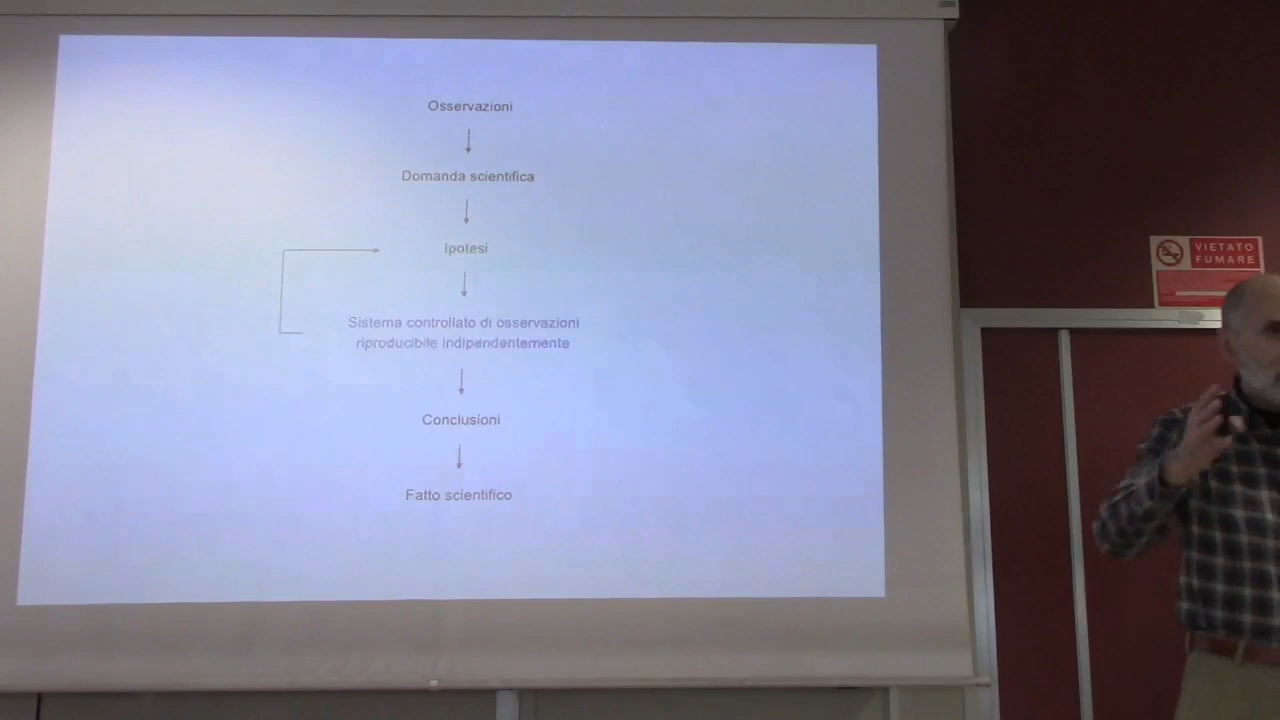 Osservazioni
Domanda scientifica
Ipotesi
Sistema controllato di osservazioni
riproducibile indipendentemente
Conclusioni
Fatto scientifico
VIETATO
FUMARE